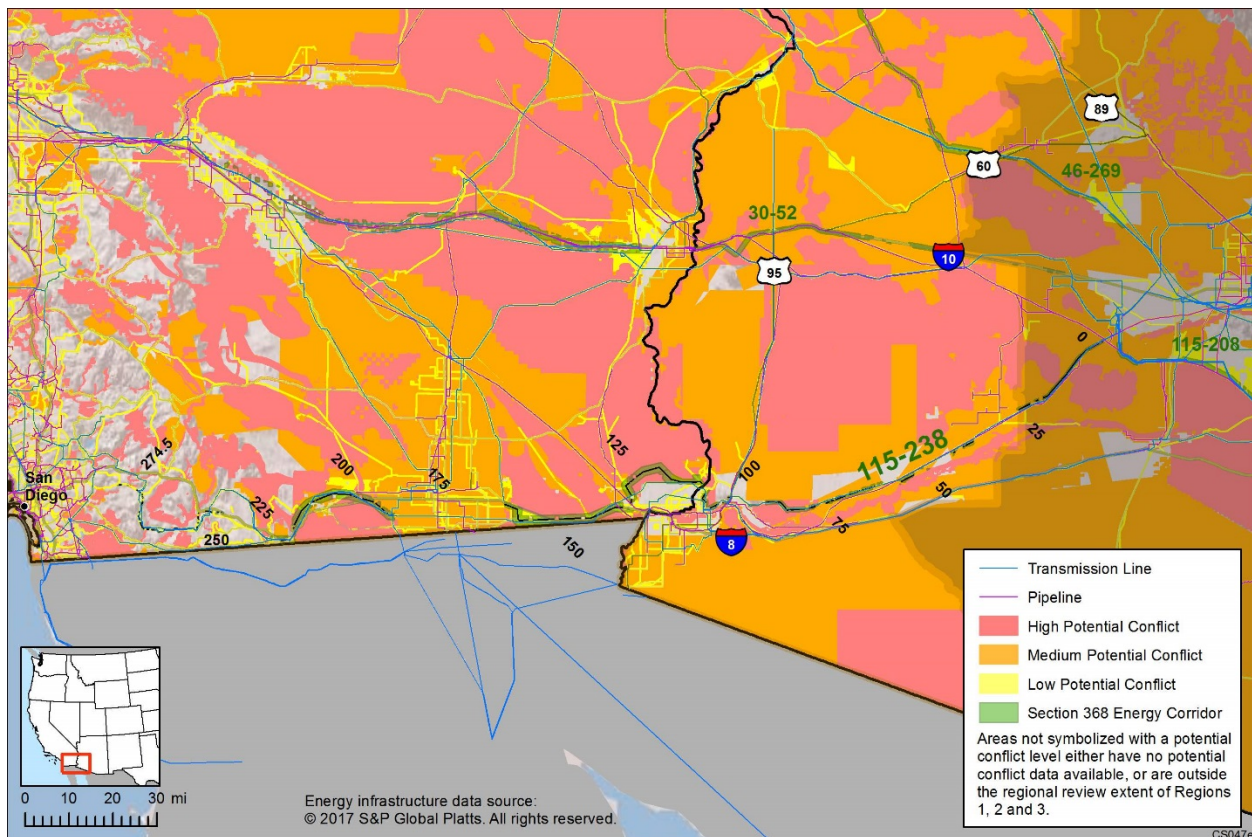 89
60
46-269
30-52
10
95
0
115-208
25
115-238
50
75
100
125
150
175
200
225
250
274.5
San
Diego
8
Transmission Line
Pipeline
High Potential Conflict
Medium Potential Conflict
Low Potential Conflict
Section 368 Energy Corridor
Areas not symbolized with a potential
conflict level either have no potential
conflict data available, or are outside
the regional review extent of Regions
1, 2 and 3.
0 10 20 30 mi
Energy infrastructure data source:
© 2017 S&P Global Platts. All rights reserved.
CS047e